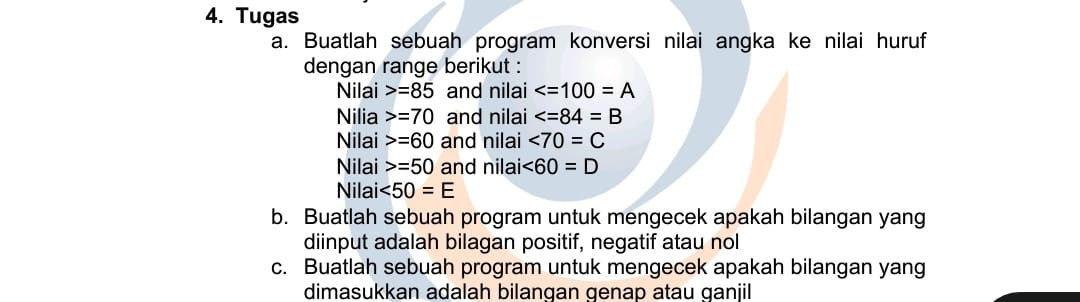 4. Tugas
a. Buatlah sebuah program konversi nilai angka ke nilai huruf
dengan range berikut :
Nilai >=85 and nilai <=100 = A
Nilia >=70 and nilai <=84 = B
Nilai >=60 and nilai <70 = C
Nilai >=50 and nilai<60 = D
Nilai<50 = E
b. Buatlah sebuah program untuk mengecek apakah bilangan yang
diinput adalah bilagan positif, negatif atau nol
c. Buatlah sebuah program untuk mengecek apakah bilangan yang
dimasukkan adalah bilangan genap atau ganjil